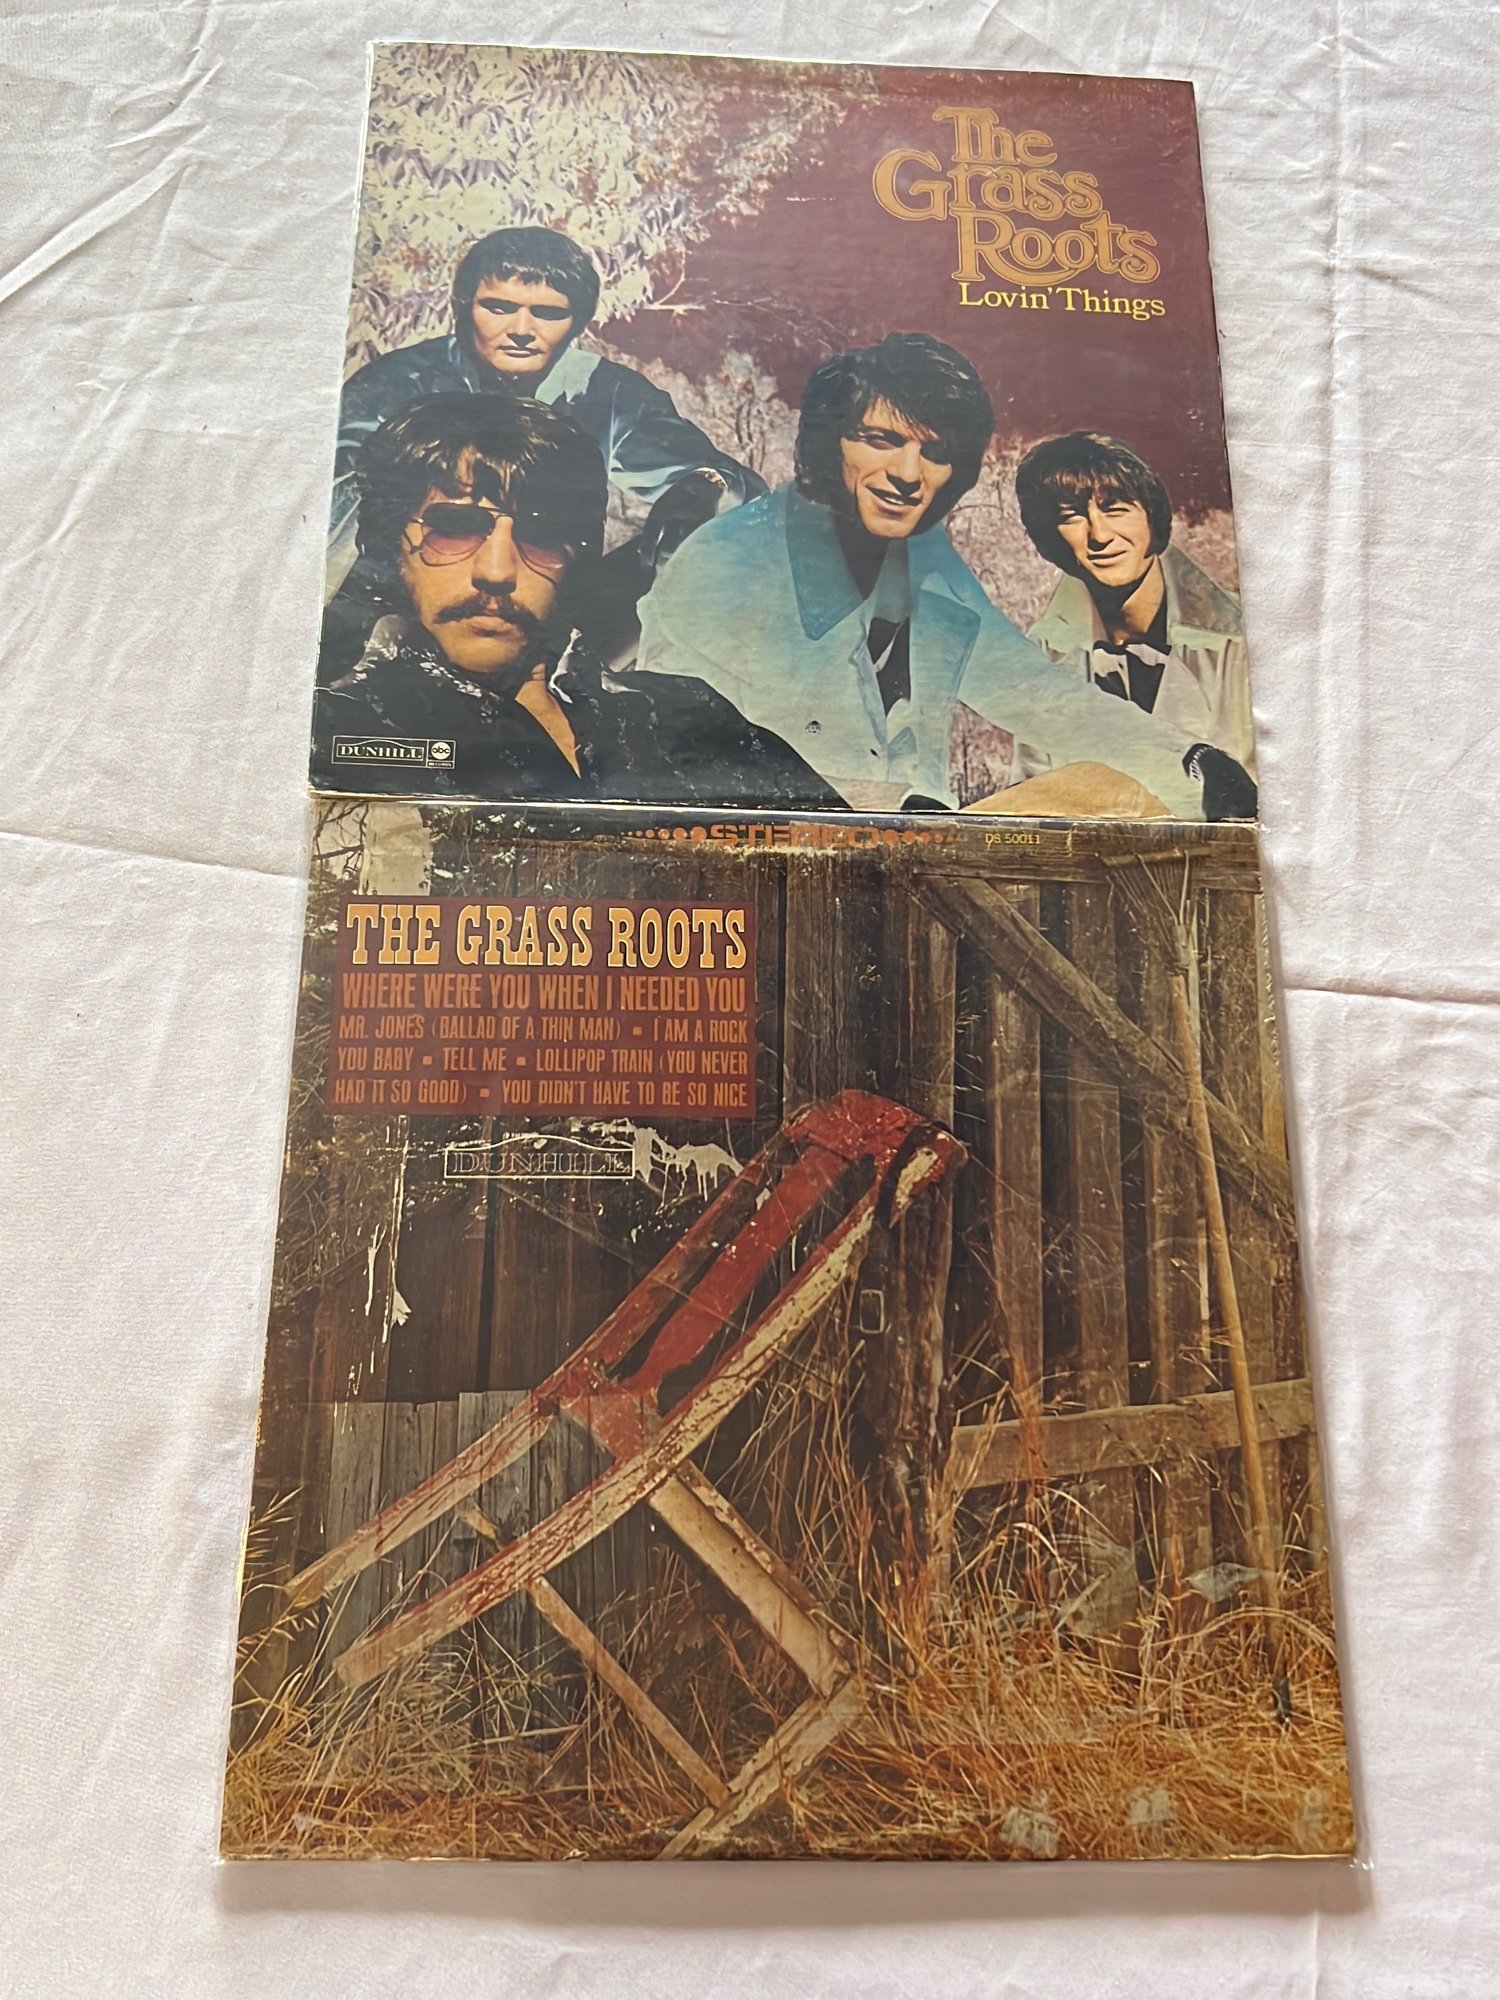 STEREO
The
Grass
Roots
Lovin' Things
DUNHILL
abc
RECORDS
STEREO
DS 50011
THE GRASS ROOTS
WHERE WERE YOU WHEN I NEEDED YOU
MR. JONES (BALLAD OF A THIN MAN) ▪ I AM A ROCK
YOU BABY ▪ TELL ME ▪ LOLLIPOP TRAIN (YOU NEVER
HAD IT SO GOOD) ▪ YOU DIDN'T HAVE TO BE SO NICE
DUNHILL